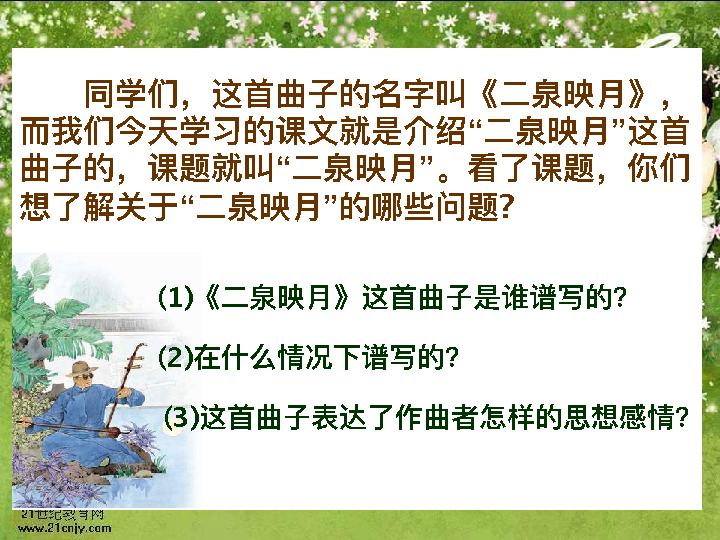 同学们，这首曲子的名字叫《二泉映月》，
而我们今天学习的课文就是介绍“二泉映月”这首
曲子的，课题就叫“二泉映月”。看了课题，你们
想了解关于“二泉映月”的哪些问题?
(1)《二泉映月》这首曲子是谁谱写的?
(2)在什么情况下谱写的?
(3)这首曲子表达了作曲者怎样的思想感情?
21世纪教育网
www.21cnjy.com